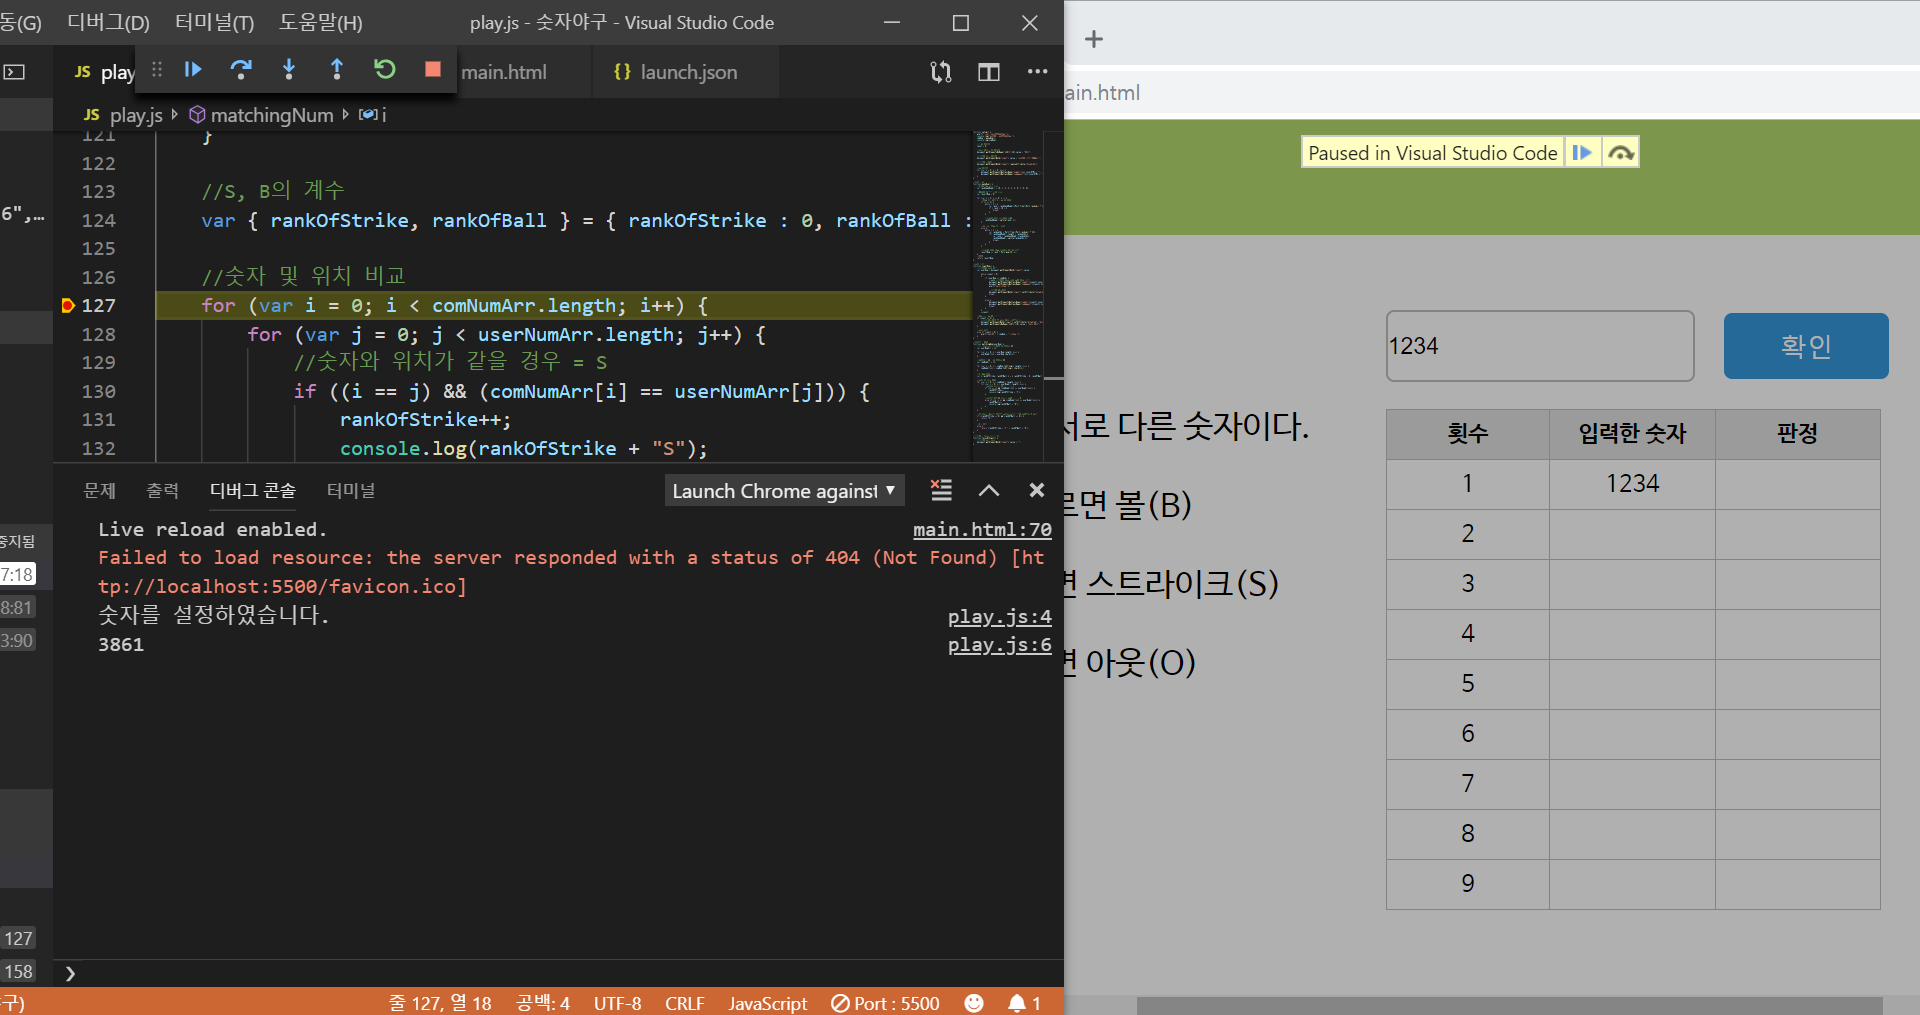 동(G) 디버그(D) 터미널(T) 도움말(H) play.js - 숫자야구 - Visual Studio Code
JS play main.html {} launch.json
JS play.js matchingNum i
121 }
122
123 //S, B의 계수
124 var { rankOfStrike, rankOfBall } = { rankOfStrike : 0, rankOfBall :
125
126 //숫자 및 위치 비교
127 for (var i = 0; i < comNumArr.length; i++) {
128 for (var j = 0; j < userNumArr.length; j++) {
129 //숫자와 위치가 같을 경우 = S
130 if ((i == j) && (comNumArr[i] == userNumArr[j])) {
131 rankOfStrike++;
132 console.log(rankOfStrike + "S");
6",...
중지됨
7:18
8:81
3:90
127
158
문제 출력 디버그 콘솔 터미널 Launch Chrome against
Live reload enabled. main.html:70
Failed to load resource: the server responded with a status of 404 (Not Found) [ht
tp://localhost:5500/favicon.ico]
숫자를 설정하였습니다. play.js:4
3861 play.js:6
구) 줄 127, 열 18 공백: 4 UTF-8 CRLF JavaScript Port : 5500 1
ain.html
Paused in Visual Studio Code
1234 확인
서로 다른 숫자이다.
르면 볼(B)
면 스트라이크(S)
면 아웃(O)
횟수 입력한 숫자 판정
1 1234
2
3
4
5
6
7
8
9